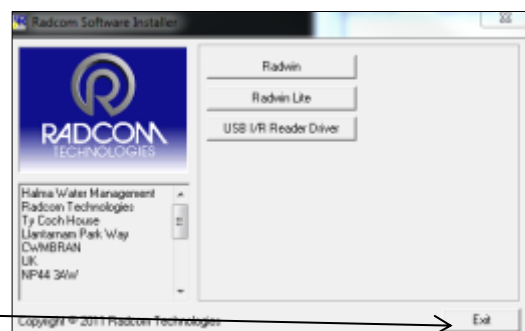 Radcom Software Installer
RADCOM
TECHNOLOGIES
Radwin
Radwin Lite
USB I/R Reader Driver
Halma Water Management
Radcom Technologies
Ty Coch House
Llantarnam Park Way
CWMBRAN
UK
NP44 3AW
Copyright © 2011 Radcom Technologies
Exit